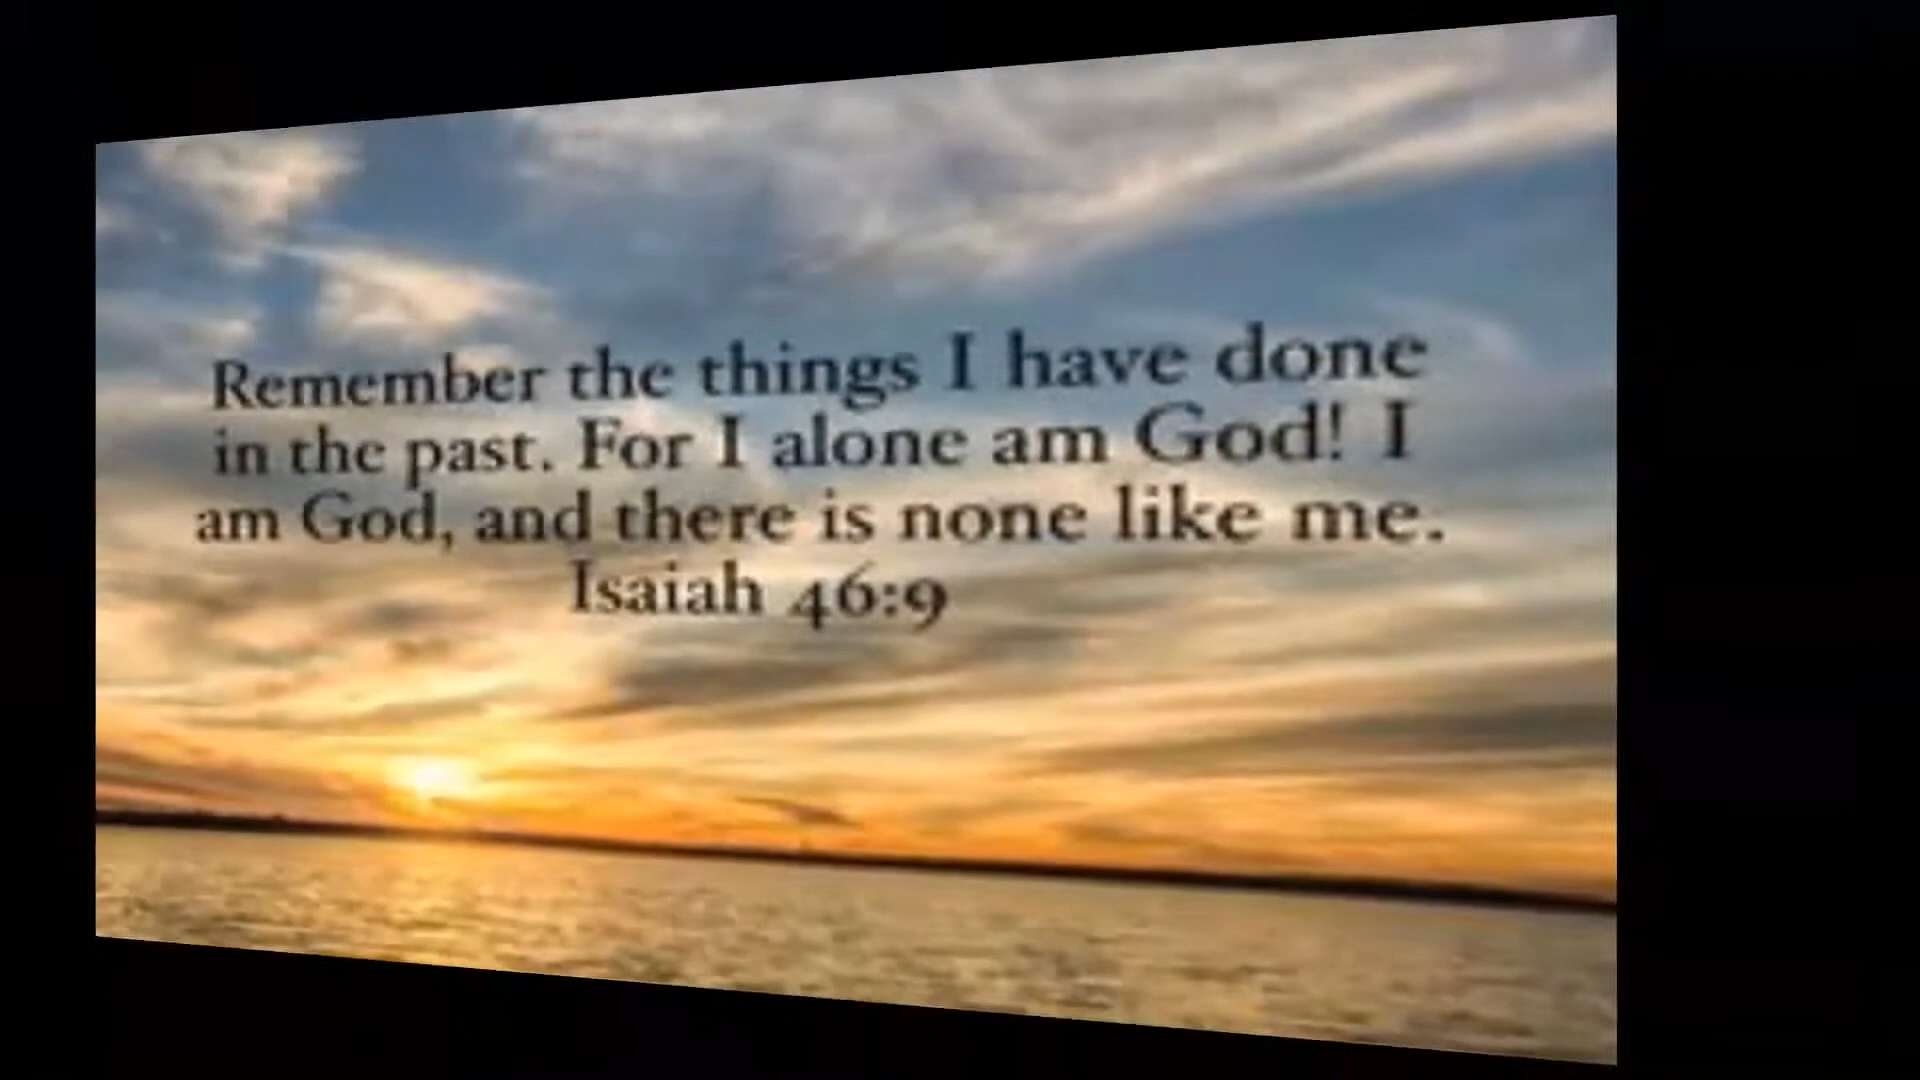 Remember the things I have done
in the past. For I alone am God! I
am God, and there is none like me.
Isaiah 46:9